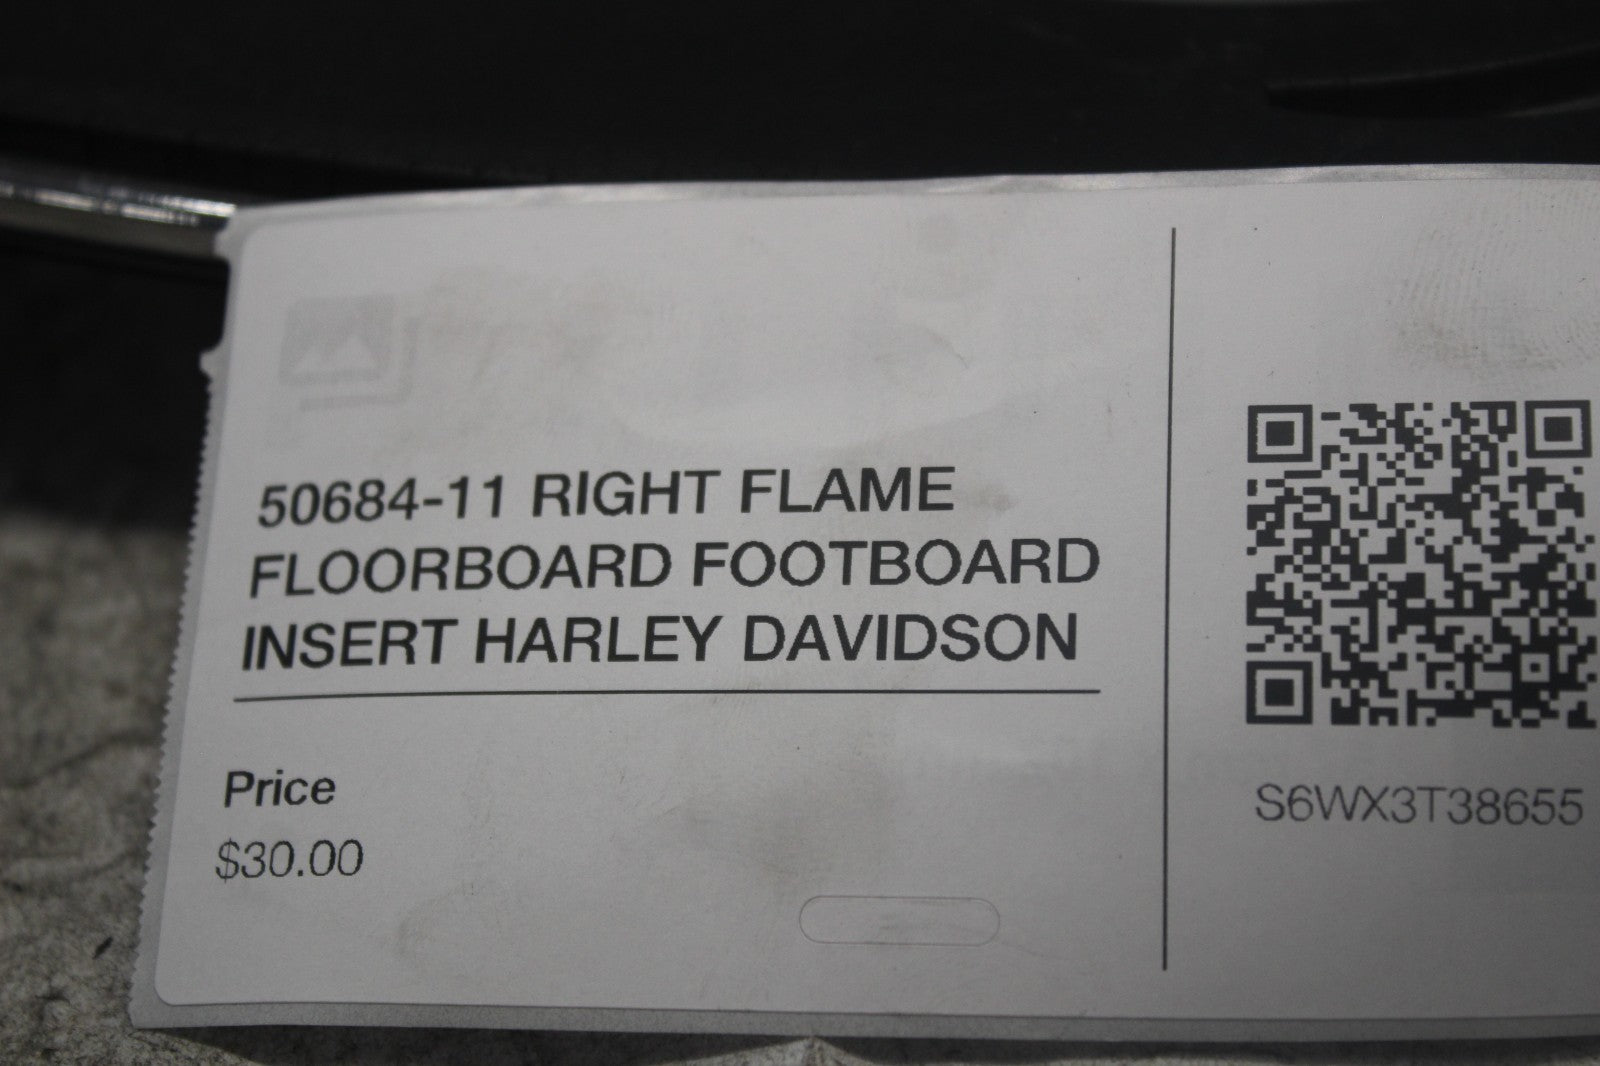 50684-11 RIGHT FLAME
FLOORBOARD FOOTBOARD
INSERT HARLEY DAVIDSON
Price
$30.00
S6WX3T38655